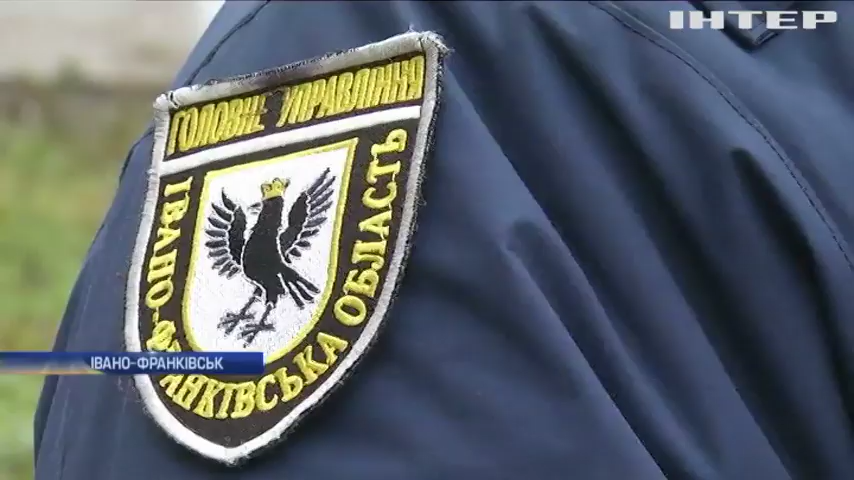 ІНТЕР
ГОЛОВНЕ УПРАВЛІННЯ
ІВАНО-ФРАНКІВСЬКА ОБЛАСТЬ
ІВАНО-ФРАНКІВСЬК